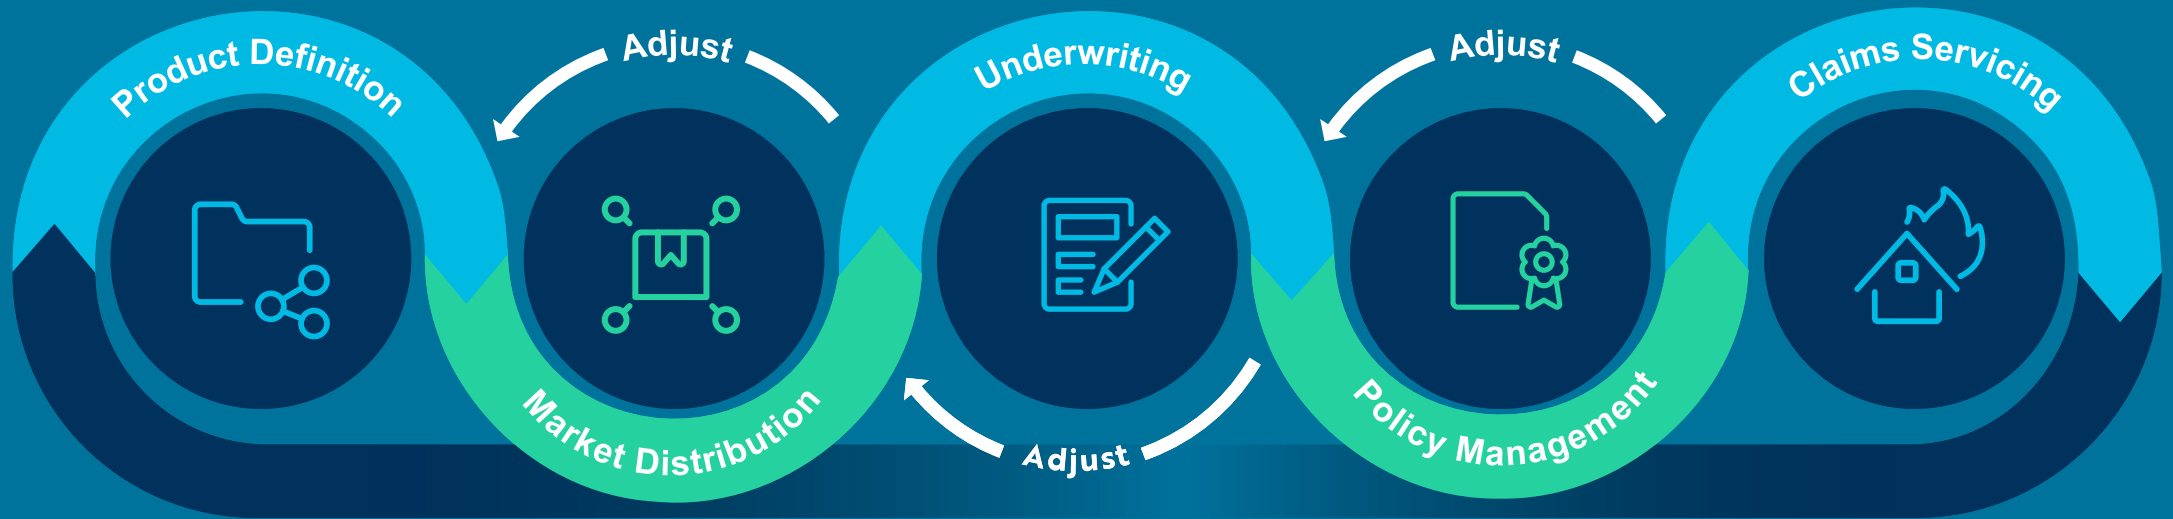 Product Definition
Adjust
Market Distribution
Underwriting
Adjust
Adjust
Policy Management
Claims Servicing